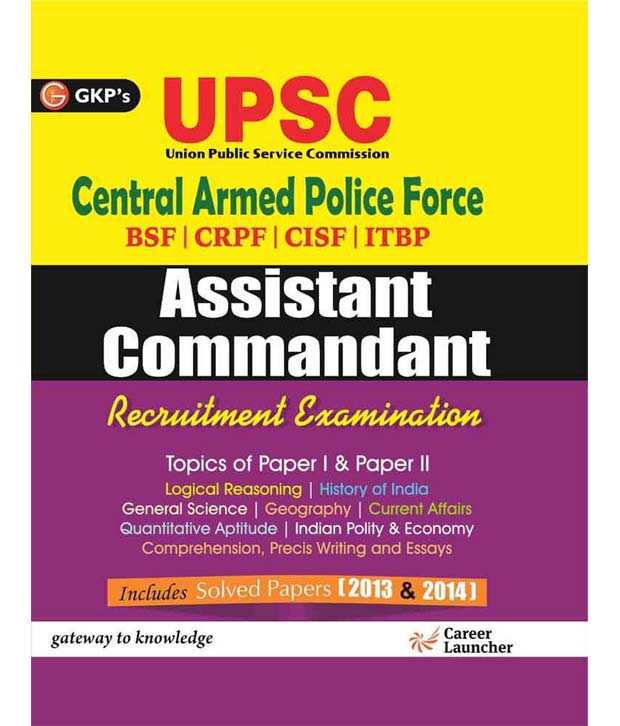 GKP's
UPSC
Union Public Service Commission
Central Armed Police Force
BSF | CRPF | CISF | ITBP
Assistant
Commandant
Recruitment Examination
Topics of Paper I & Paper II
Logical Reasoning | History of India
General Science | Geography | Current Affairs
Quantitative Aptitude | Indian Polity & Economy
Comprehension, Precis Writing and Essays
Includes Solved Papers (2013 & 2014)
gateway to knowledge
Career
Launcher